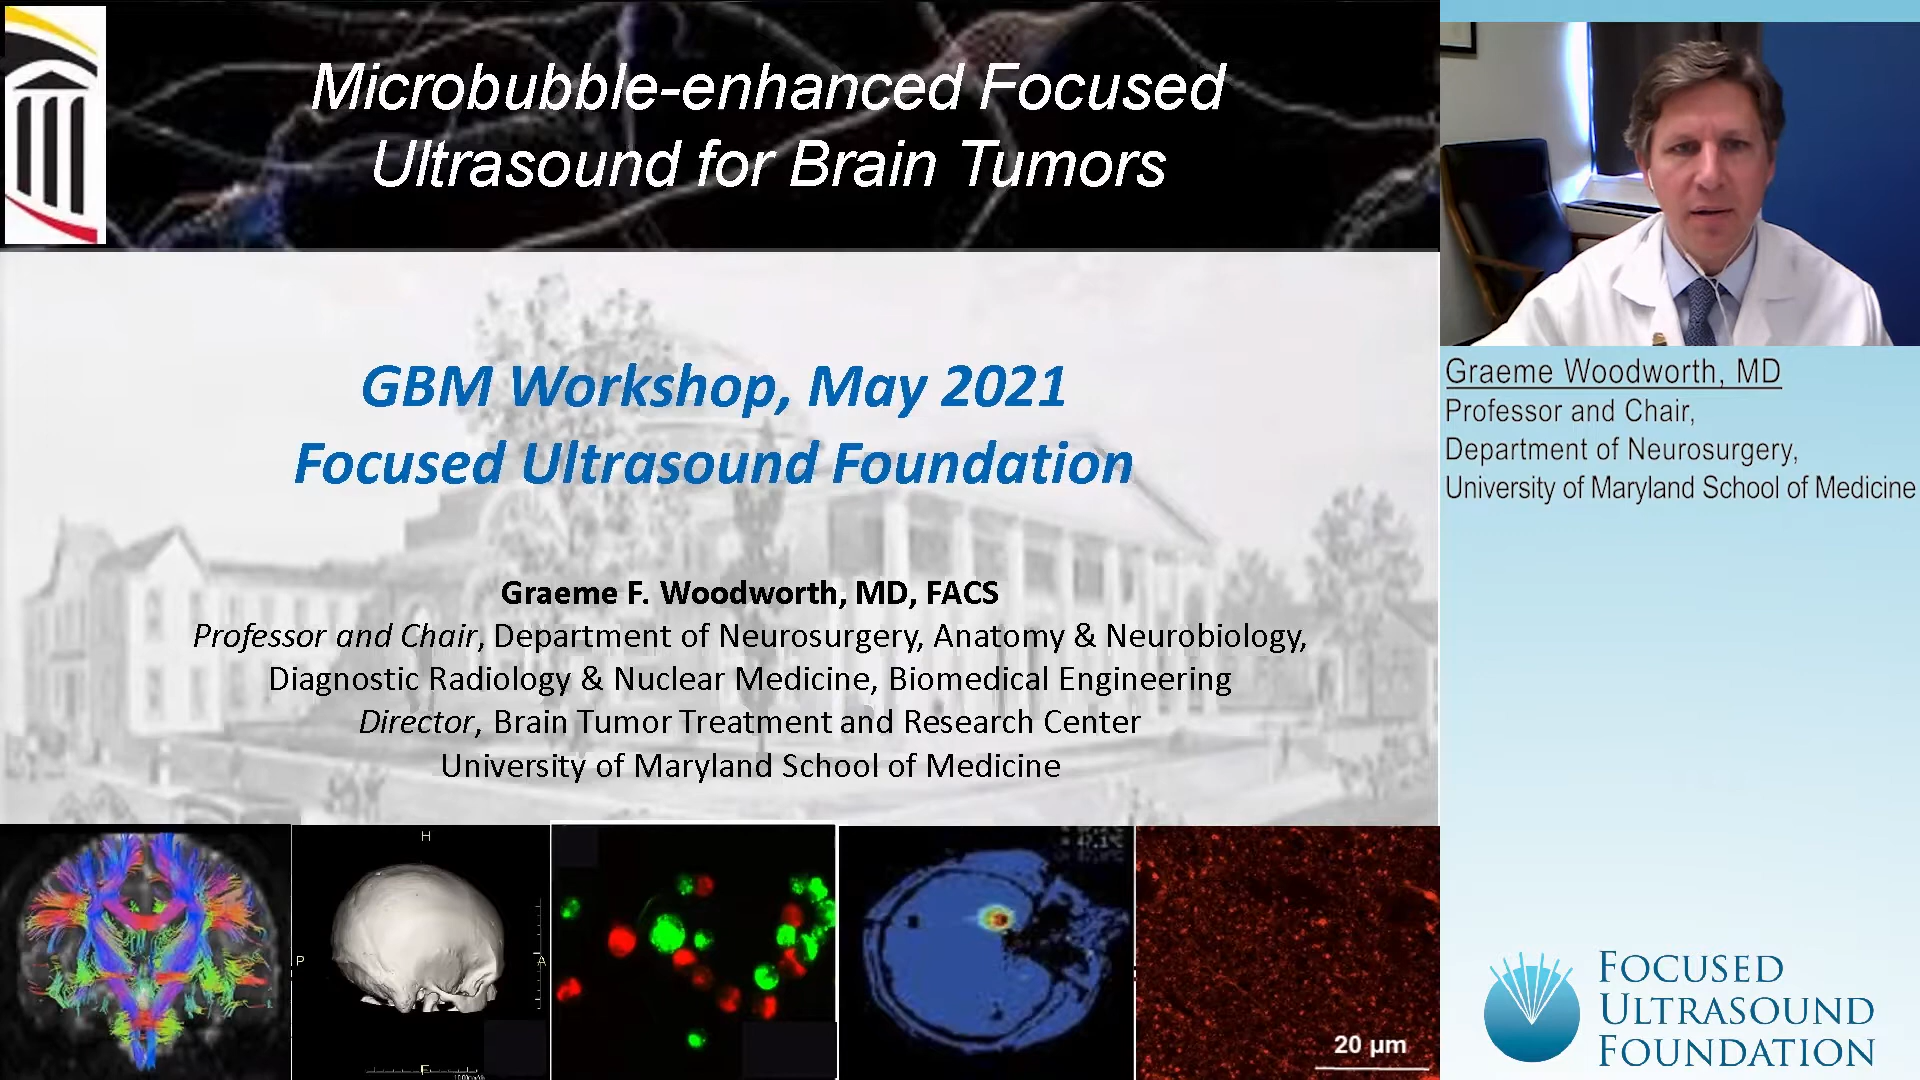 Microbubble-enhanced Focused
Ultrasound for Brain Tumors
GBM Workshop, May 2021
Focused Ultrasound Foundation
Graeme F. Woodworth, MD, FACS
Professor and Chair, Department of Neurosurgery, Anatomy & Neurobiology,
Diagnostic Radiology & Nuclear Medicine, Biomedical Engineering
Director, Brain Tumor Treatment and Research Center
University of Maryland School of Medicine
H
P
A
F
20 µm
Graeme Woodworth, MD
Professor and Chair,
Department of Neurosurgery,
University of Maryland School of Medicine
FOCUSED
ULTRASOUND
FOUNDATION